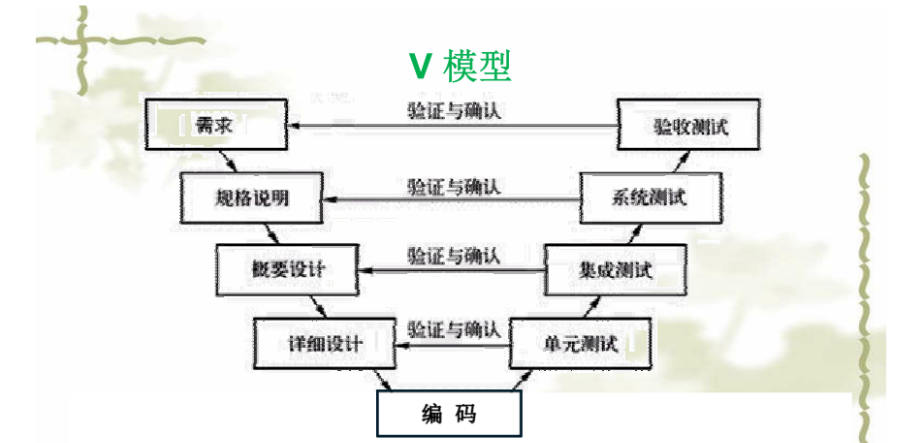 V 模型
需求
验证与确认
验收测试
规格说明
验证与确认
系统测试
概要设计
验证与确认
集成测试
详细设计
验证与确认
单元测试
编 码